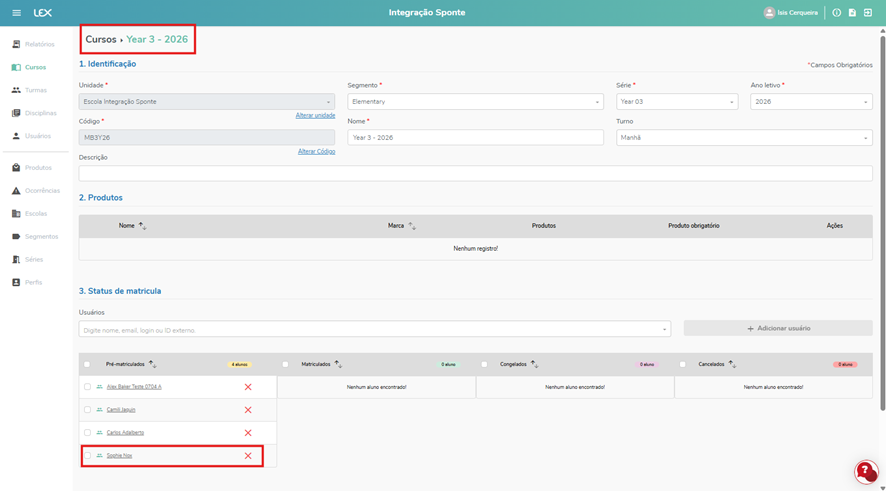 LEX
Integração Sponte
Isis Cerqueira
Relatórios
Cursos
Turmas
Disciplinas
Usuários
Produtos
Ocorrências
Escolas
Segmentos
Séries
Perfis
Cursos › Year 3 - 2026
1. Identificação
*Campos Obrigatórios
Unidade * Segmento * Série * Ano letivo *
Escola Integração Sponte Elementary Year 03 2026
Alterar unidade
Código * Nome * Turno
MB3Y26 Year 3 - 2026 Manhã
Alterar Código
Descrição
2. Produtos
Nome Marca Produtos Produto obrigatório Ações
Nenhum registro!
3. Status de matricula
Usuários
Digite nome, email, login ou ID externo
+ Adicionar usuário
Pré-matriculados 4 alunos Matriculados 0 aluno Congelados 0 aluno Cancelados 0 aluno
Alex Baker Teste 0704 A Nenhum aluno encontrado! Nenhum aluno encontrado! Nenhum aluno encontrado!
Camili Jaquin
Carlos Adalberto
Sophie Nox